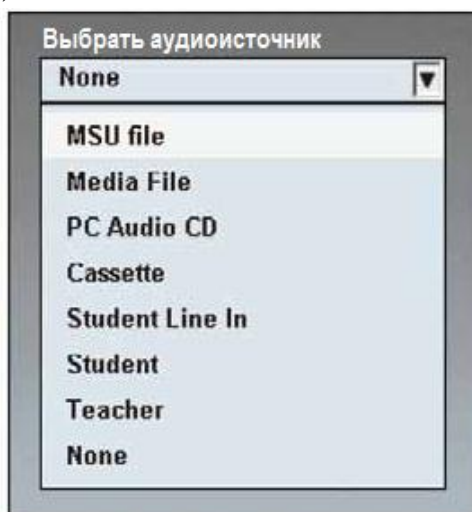 Выбрать аудиоисточник
None
MSU file
Media File
PC Audio CD
Cassette
Student Line In
Student
Teacher
None